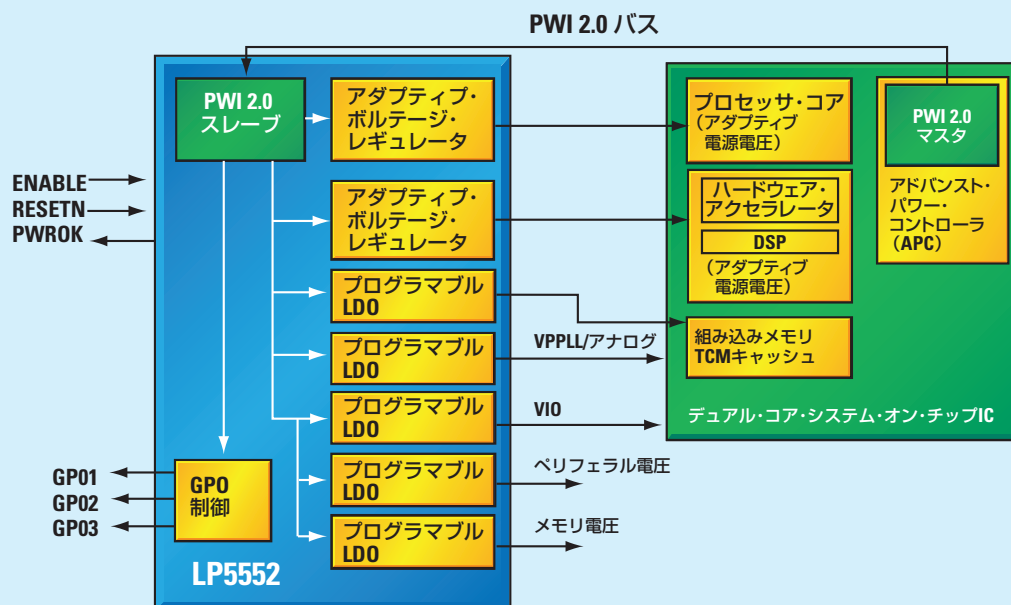 PWI 2.0 バス
PWI 2.0
スレーブ
アダプティブ・
ボルテージ・
レギュレータ
アダプティブ・
ボルテージ・
レギュレータ
プログラマブル
LDO
プログラマブル
LDO
プログラマブル
LDO
プログラマブル
LDO
プログラマブル
LDO
ENABLE
RESETN
PWROK
GPO1
GPO2
GPO3
GPO
制御
LP5552
VPPLL/アナログ
VIO
ペリフェラル電圧
メモリ電圧
プロセッサ・コア
（アダプティブ
電源電圧）
ハードウェア・
アクセラレータ
DSP
（アダプティブ
電源電圧）
組み込みメモリ
TCMキャッシュ
PWI 2.0
マスタ
アドバンスト・
パワー・
コントローラ
（APC）
デュアル・コア・システム・オン・チップIC